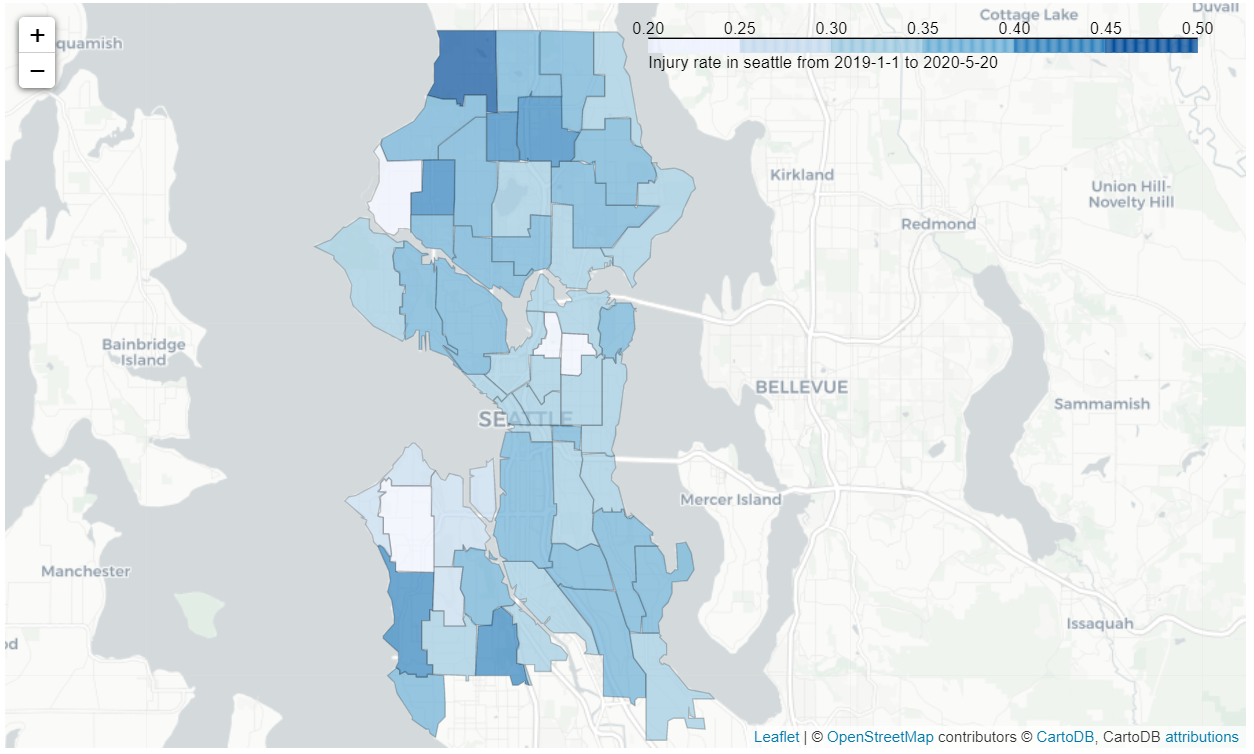 +
−
quamish
Cottage Lake
Duvall
0.20 0.25 0.30 0.35 0.40 0.45 0.50
Injury rate in seattle from 2019-1-1 to 2020-5-20
Kirkland
Union Hill-
Novelty Hill
Redmond
Bainbridge
Island
BELLEVUE
Sammamish
SEATTLE
Mercer Island
Manchester
Issaquah
od
Leaflet | © OpenStreetMap contributors © CartoDB, CartoDB attributions